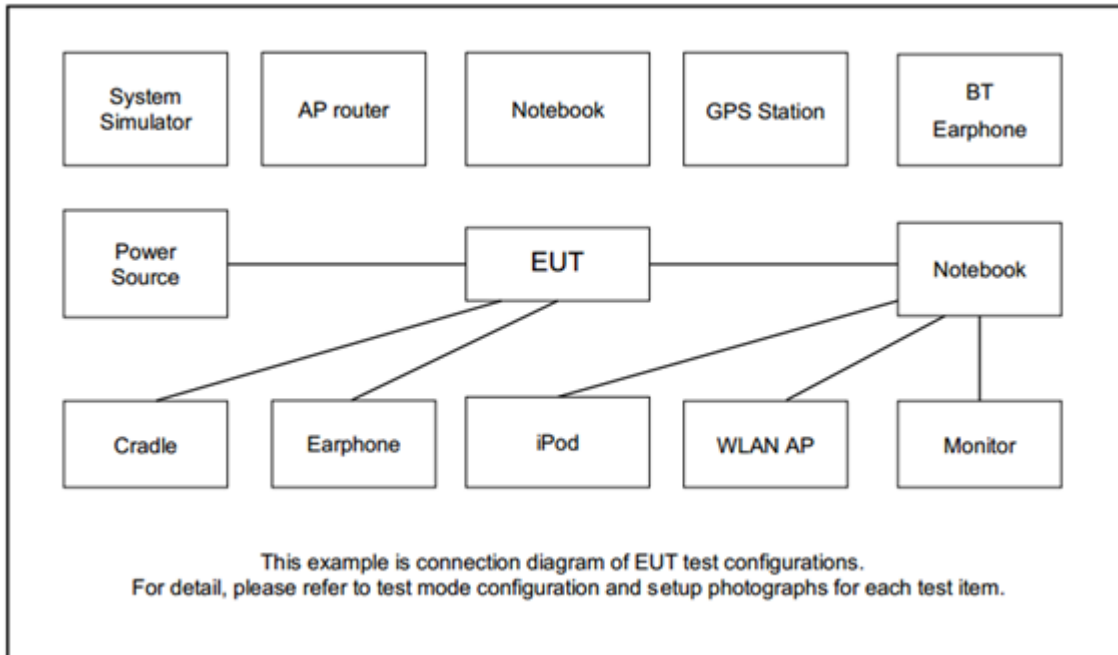 System
Simulator
AP router
Notebook
GPS Station
BT
Earphone
Power
Source
EUT
Notebook
Cradle
Earphone
iPod
WLAN AP
Monitor
This example is connection diagram of EUT test configurations.
For detail, please refer to test mode configuration and setup photographs for each test item.